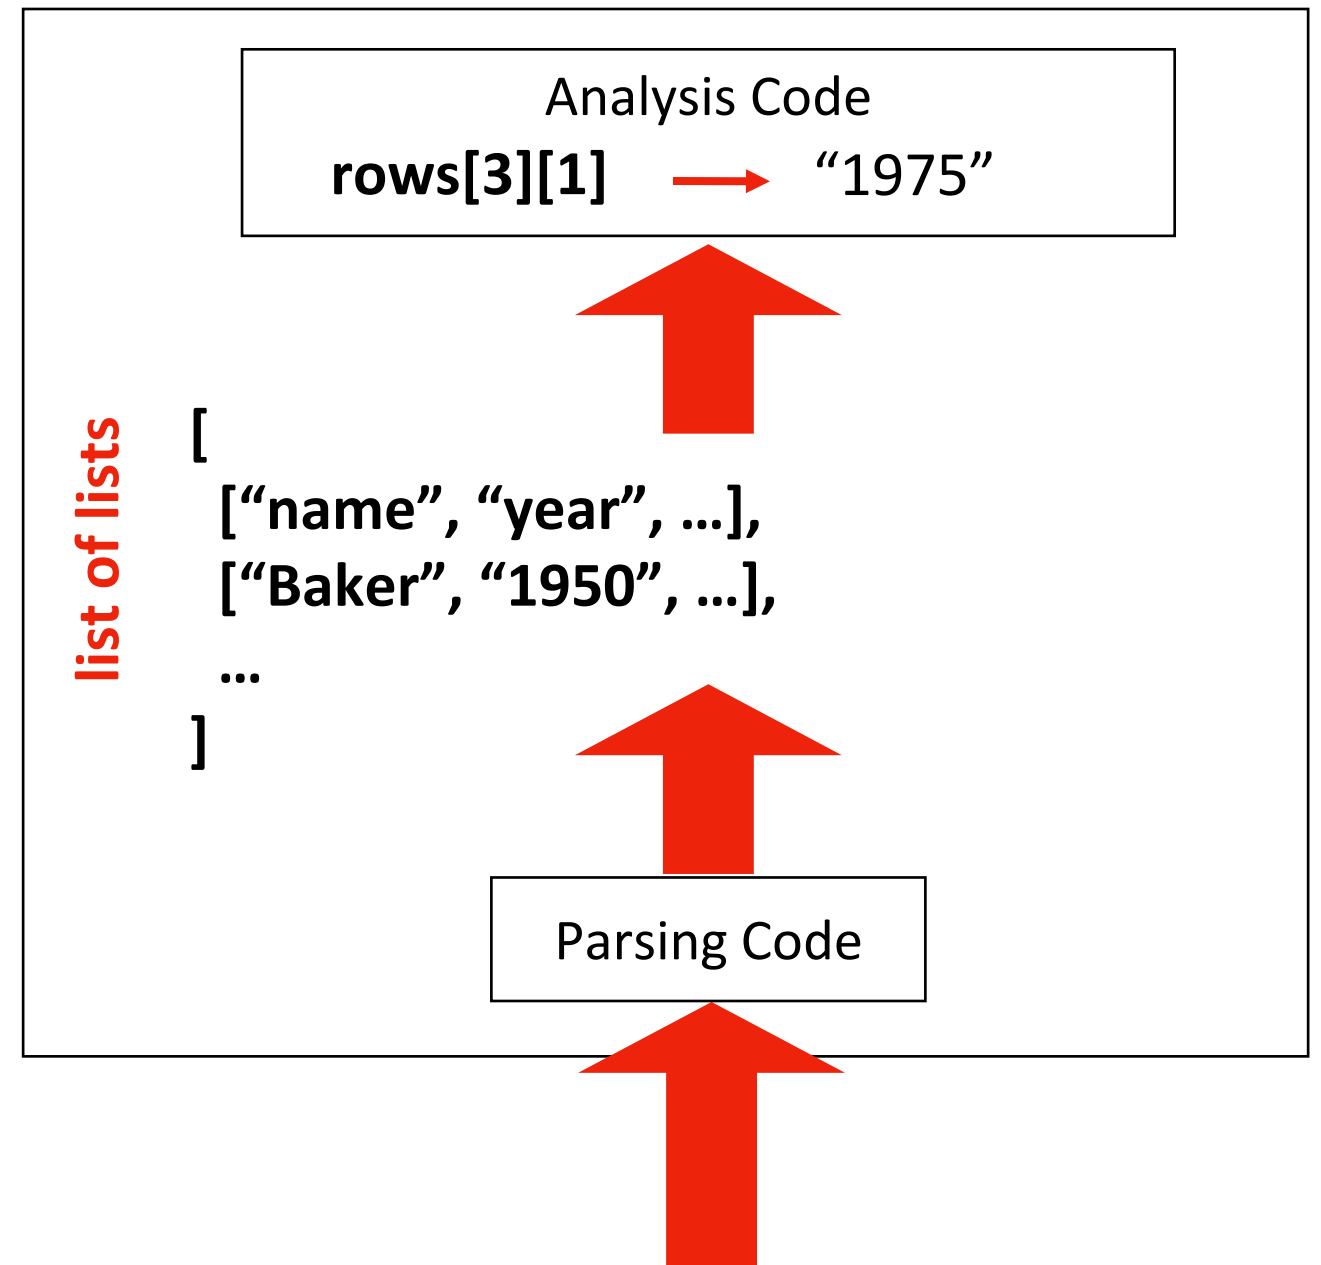 Analysis Code
rows[3][1] “1975”
list of lists
[
[“name”, “year”, …],
[“Baker”, “1950”, …],
…
]
Parsing Code